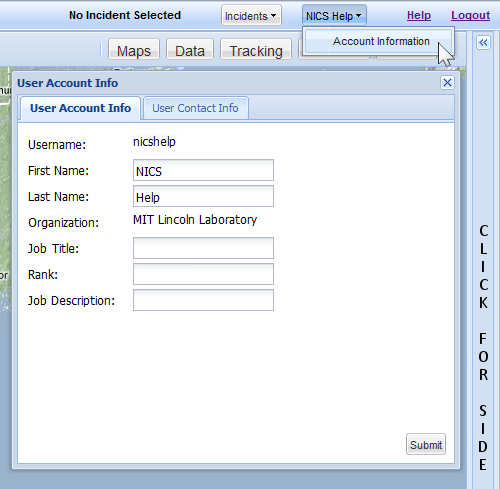 No Incident Selected Incidents NICS Help Help Logout
Account Information
Maps Data Tracking
User Account Info
User Account Info User Contact Info
Username: nicshelp
First Name: NICS
Last Name: Help
Organization: MIT Lincoln Laboratory
Job Title:
Rank:
Job Description:
Submit
CLICK FOR SIDE